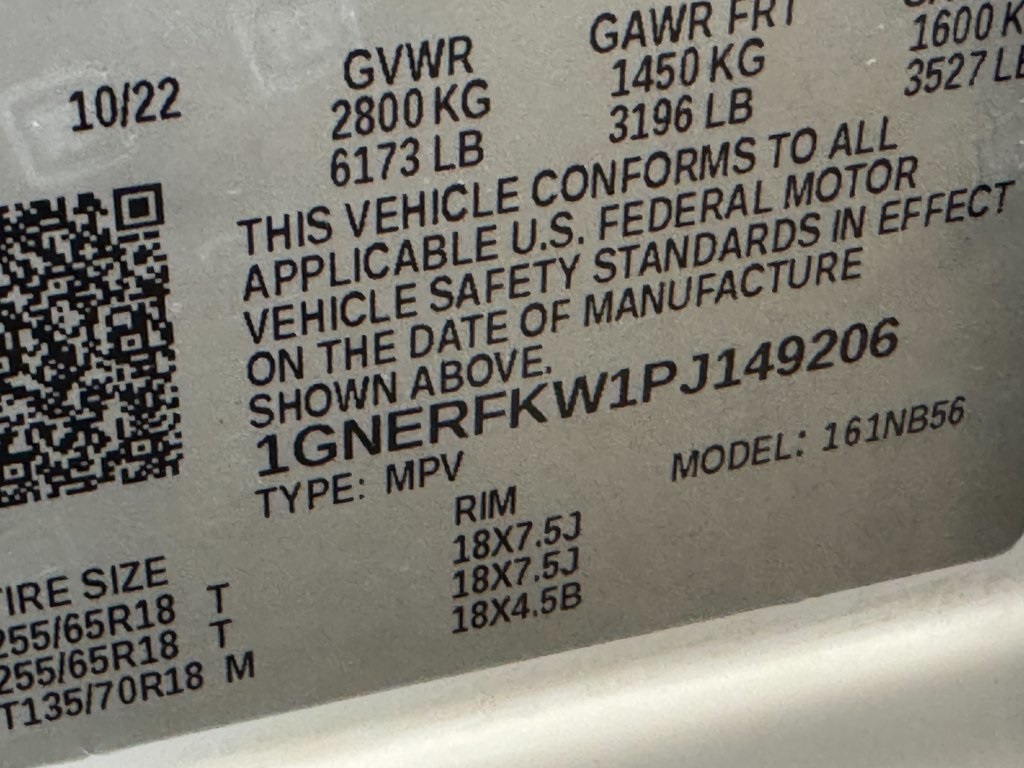 10/22 GVWR GAWR FRT
2800 KG 1450 KG 1600 K
6173 LB 3196 LB 3527 LB
THIS VEHICLE CONFORMS TO ALL
APPLICABLE U.S. FEDERAL MOTOR
VEHICLE SAFETY STANDARDS IN EFFECT
ON THE DATE OF MANUFACTURE
SHOWN ABOVE.
1GNERFKW1PJ149206
TYPE: MPV MODEL: 161NB56
TIRE SIZE RIM
255/65R18 T 18X7.5J
255/65R18 T 18X7.5J
T135/70R18 M 18X4.5B